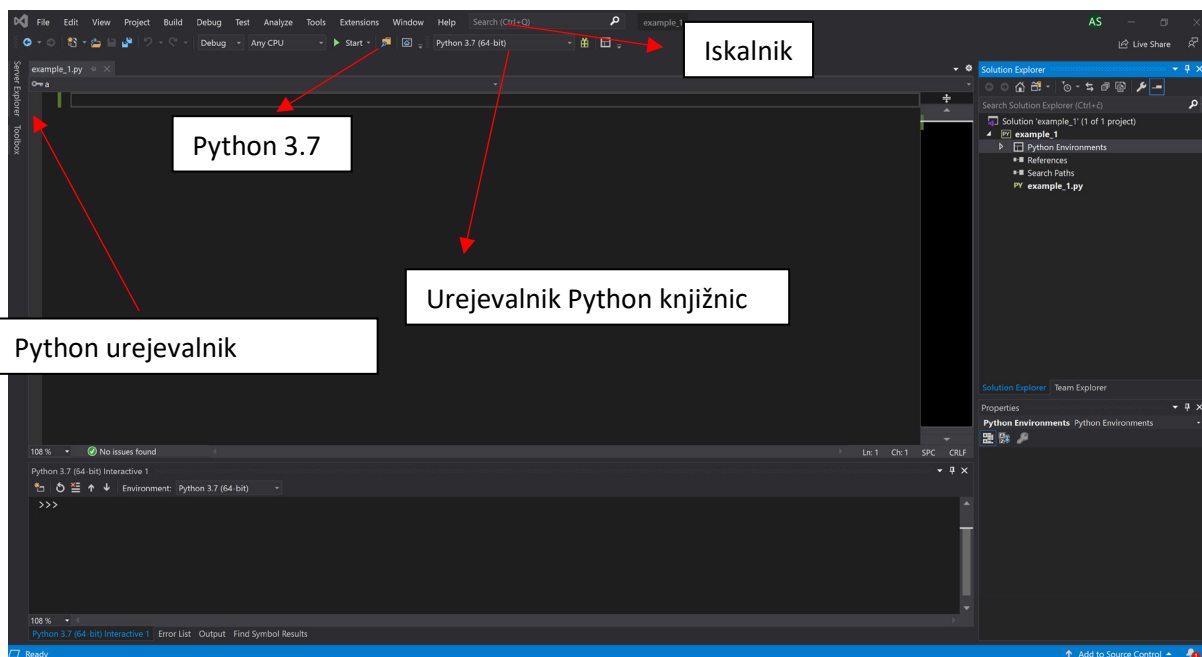 File Edit View Project Build Debug Test Analyze Tools Extensions Window Help Search (Ctrl+Q) example_1
Debug Any CPU Start Python 3.7 (64-bit) Live Share
AS
Iskalnik
Server Explorer
Toolbox
example_1.py
a
Python 3.7
Urejevalnik Python knjižnic
Python urejevalnik
108 % No issues found Ln: 1 Ch: 1 SPC CRLF
Python 3.7 (64-bit) Interactive 1
Environment: Python 3.7 (64-bit)
>>>
108 %
Python 3.7 (64-bit) Interactive 1 Error List Output Find Symbol Results
Solution Explorer
Search Solution Explorer (Ctrl+č)
Solution 'example_1' (1 of 1 project)
PY example_1
Python Environments
References
Search Paths
PY example_1.py
Solution Explorer Team Explorer
Properties
Python Environments Python Environments
Ready Add to Source Control